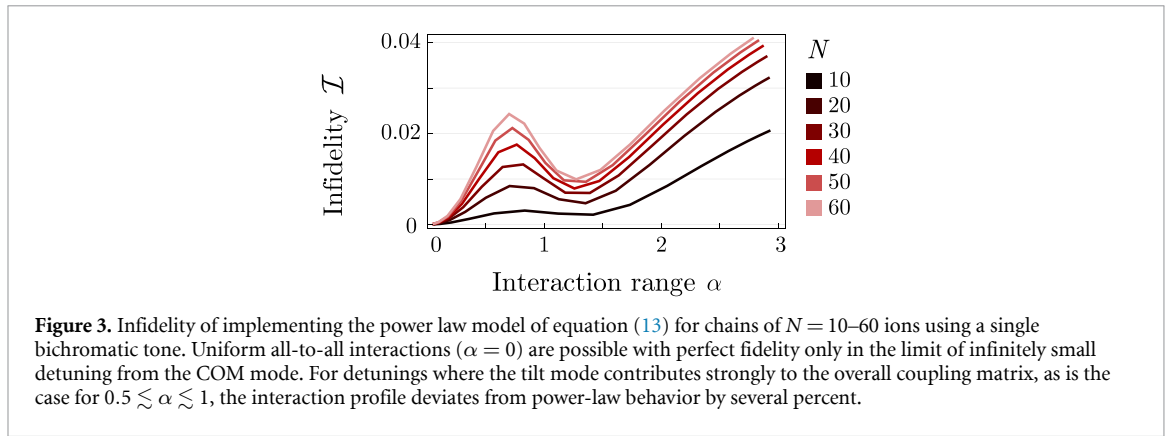 0.04
0.02
0
Infidelity ℐ
0 1 2 3
Interaction range α
N
10
20
30
40
50
60
Figure 3. Infidelity of implementing the power law model of equation (13) for chains of N = 10–60 ions using a single
bichromatic tone. Uniform all-to-all interactions (α = 0) are possible with perfect fidelity only in the limit of infinitely small
detuning from the COM mode. For detunings where the tilt mode contributes strongly to the overall coupling matrix, as is the
case for 0.5 ≲ α ≲ 1, the interaction profile deviates from power-law behavior by several percent.